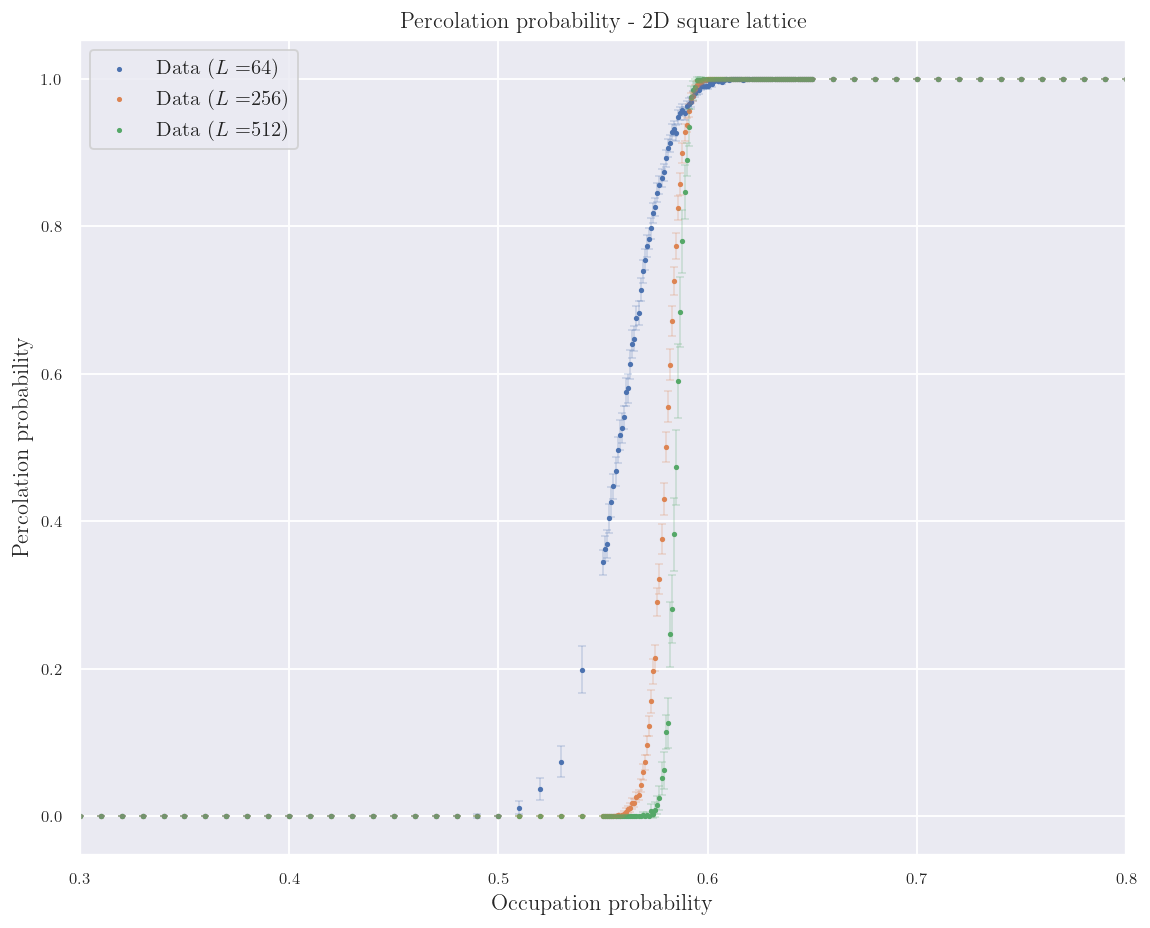 Percolation probability - 2D square lattice
Data (L =64)
Data (L =256)
Data (L =512)
Percolation probability
1.0
0.8
0.6
0.4
0.2
0.0
0.3 0.4 0.5 0.6 0.7 0.8
Occupation probability